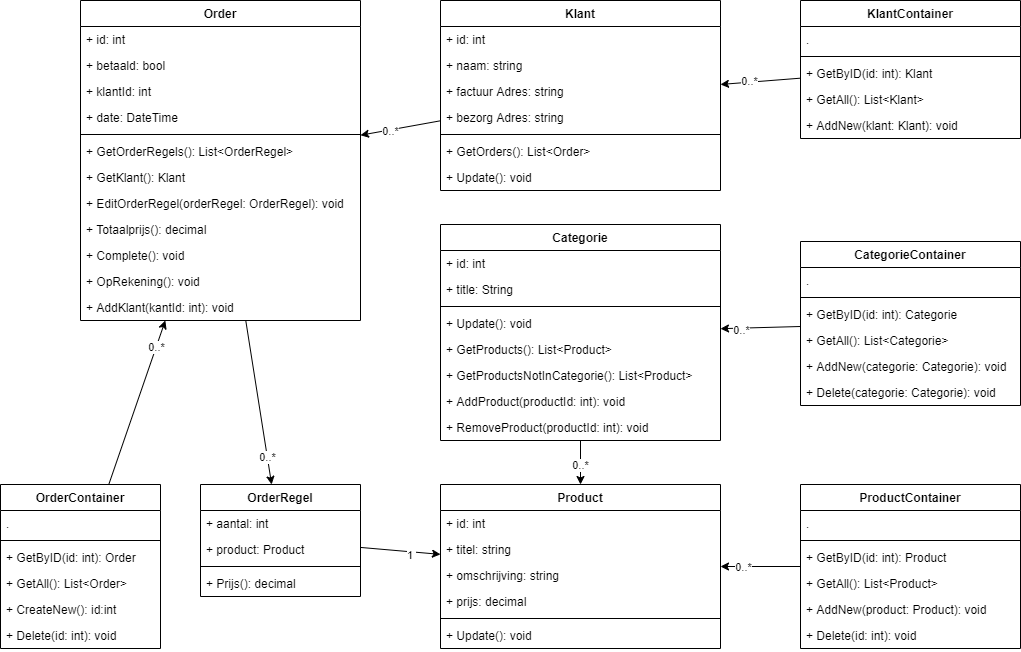 Order
+ id: int
+ betaald: bool
+ klantId: int
+ date: DateTime
+ GetOrderRegels(): List<OrderRegel>
+ GetKlant(): Klant
+ EditOrderRegel(orderRegel: OrderRegel): void
+ Totaalprijs(): decimal
+ Complete(): void
+ OpRekening(): void
+ AddKlant(kantId: int): void
Klant
+ id: int
+ naam: string
+ factuur Adres: string
+ bezorg Adres: string
+ GetOrders(): List<Order>
+ Update(): void
KlantContainer
.
+ GetByID(id: int): Klant
+ GetAll(): List<Klant>
+ AddNew(klant: Klant): void
0..*
0..*
Categorie
+ id: int
+ title: String
+ Update(): void
+ GetProducts(): List<Product>
+ GetProductsNotInCategorie(): List<Product>
+ AddProduct(productId: int): void
+ RemoveProduct(productId: int): void
CategorieContainer
.
+ GetByID(id: int): Categorie
+ GetAll(): List<Categorie>
+ AddNew(categorie: Categorie): void
+ Delete(categorie: Categorie): void
0..*
0..*
0..*
0..*
OrderContainer
.
+ GetByID(id: int): Order
+ GetAll(): List<Order>
+ CreateNew(): id:int
+ Delete(id: int): void
OrderRegel
+ aantal: int
+ product: Product
+ Prijs(): decimal
1
Product
+ id: int
+ titel: string
+ omschrijving: string
+ prijs: decimal
+ Update(): void
0..*
ProductContainer
.
+ GetByID(id: int): Product
+ GetAll(): List<Product>
+ AddNew(product: Product): void
+ Delete(id: int): void